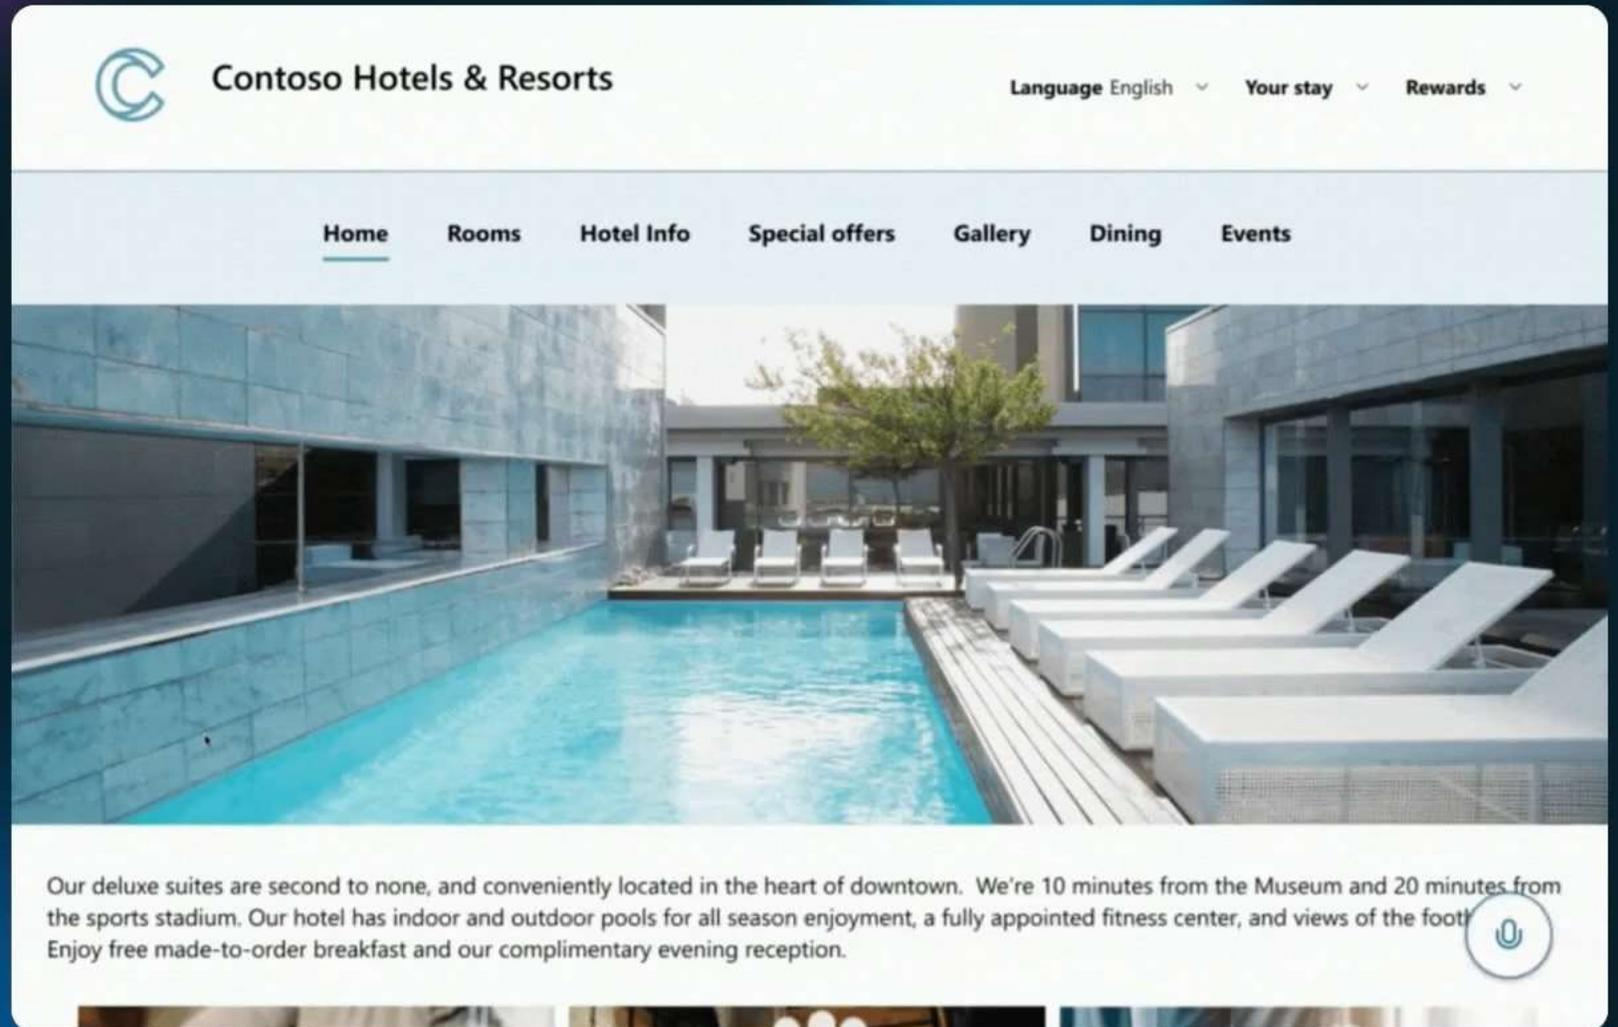 Contoso Hotels & Resorts
Language English
Your stay
Rewards
Home
Rooms
Hotel Info
Special offers
Gallery
Dining
Events
Our deluxe suites are second to none, and conveniently located in the heart of downtown.  We're 10 minutes from the Museum and 20 minutes from
the sports stadium. Our hotel has indoor and outdoor pools for all season enjoyment, a fully appointed fitness center, and views of the
Enjoy free made-to-order breakfast and our complimentary evening reception.